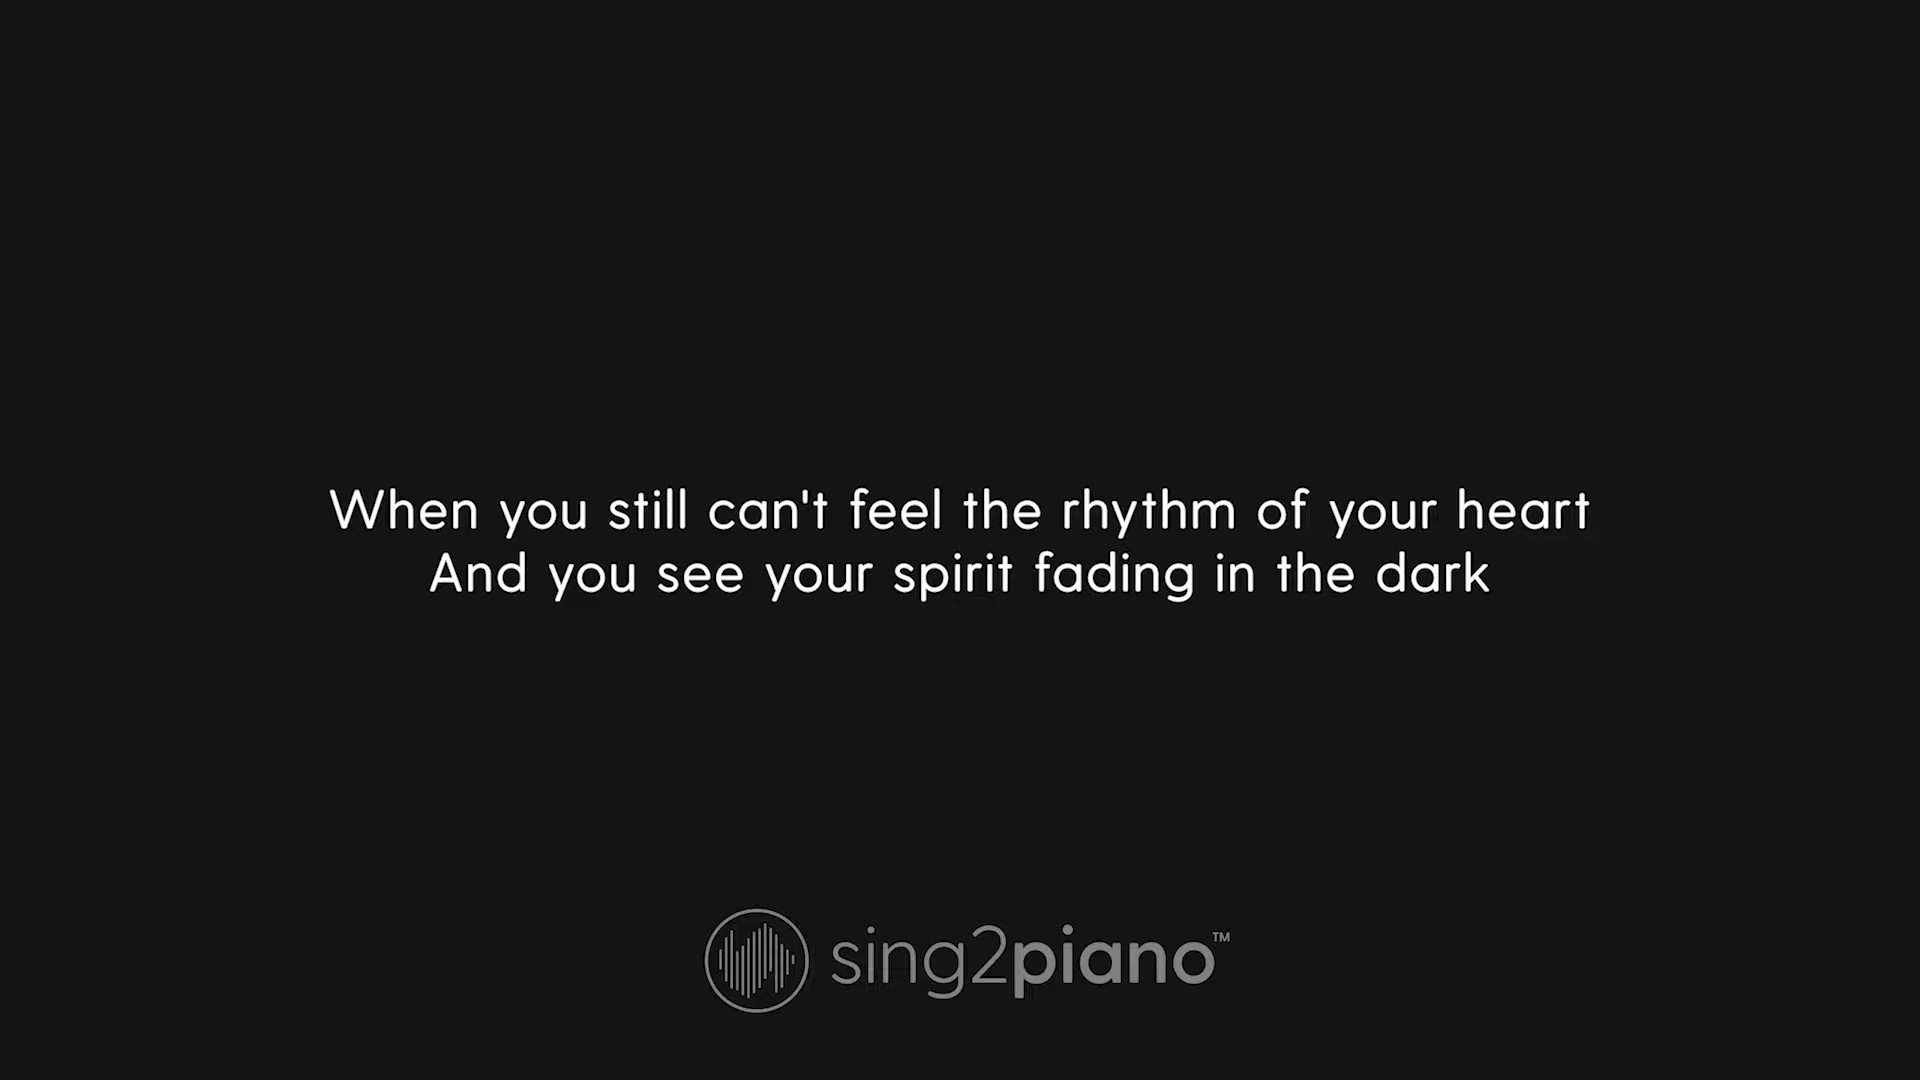 When you still can't feel the rhythm of your heart
And you see your spirit fading in the dark
sing2piano™